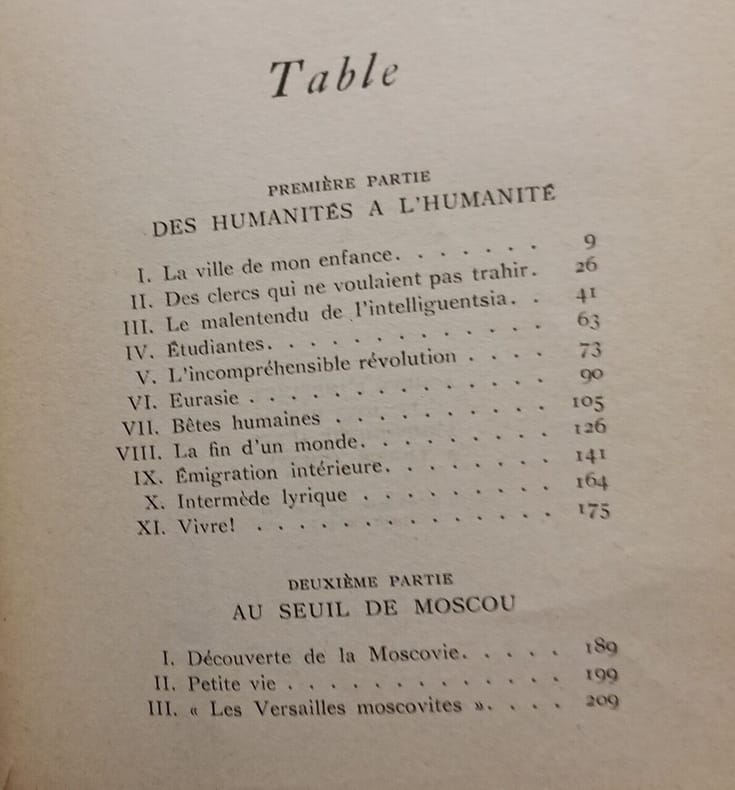 Table
PREMIÈRE PARTIE
DES HUMANITÉS A L'HUMANITÉ
I. La ville de mon enfance. . . . . . . 9
II. Des clercs qui ne voulaient pas trahir. 26
III. Le malentendu de l'intelliguentsia. . 41
IV. Étudiantes. . . . . . . . . . . 63
V. L'incompréhensible révolution . . . . 73
VI. Eurasie . . . . . . . . . . . . 90
VII. Bêtes humaines . . . . . . . . . 105
VIII. La fin d'un monde. . . . . . . . 126
IX. Émigration intérieure. . . . . . . 141
X. Intermède lyrique . . . . . . . . 164
XI. Vivre! . . . . . . . . . . . . 175
DEUXIÈME PARTIE
AU SEUIL DE MOSCOU
I. Découverte de la Moscovie. . . . . 189
II. Petite vie . . . . . . . . . . . 199
III. « Les Versailles moscovites ». . . . 209